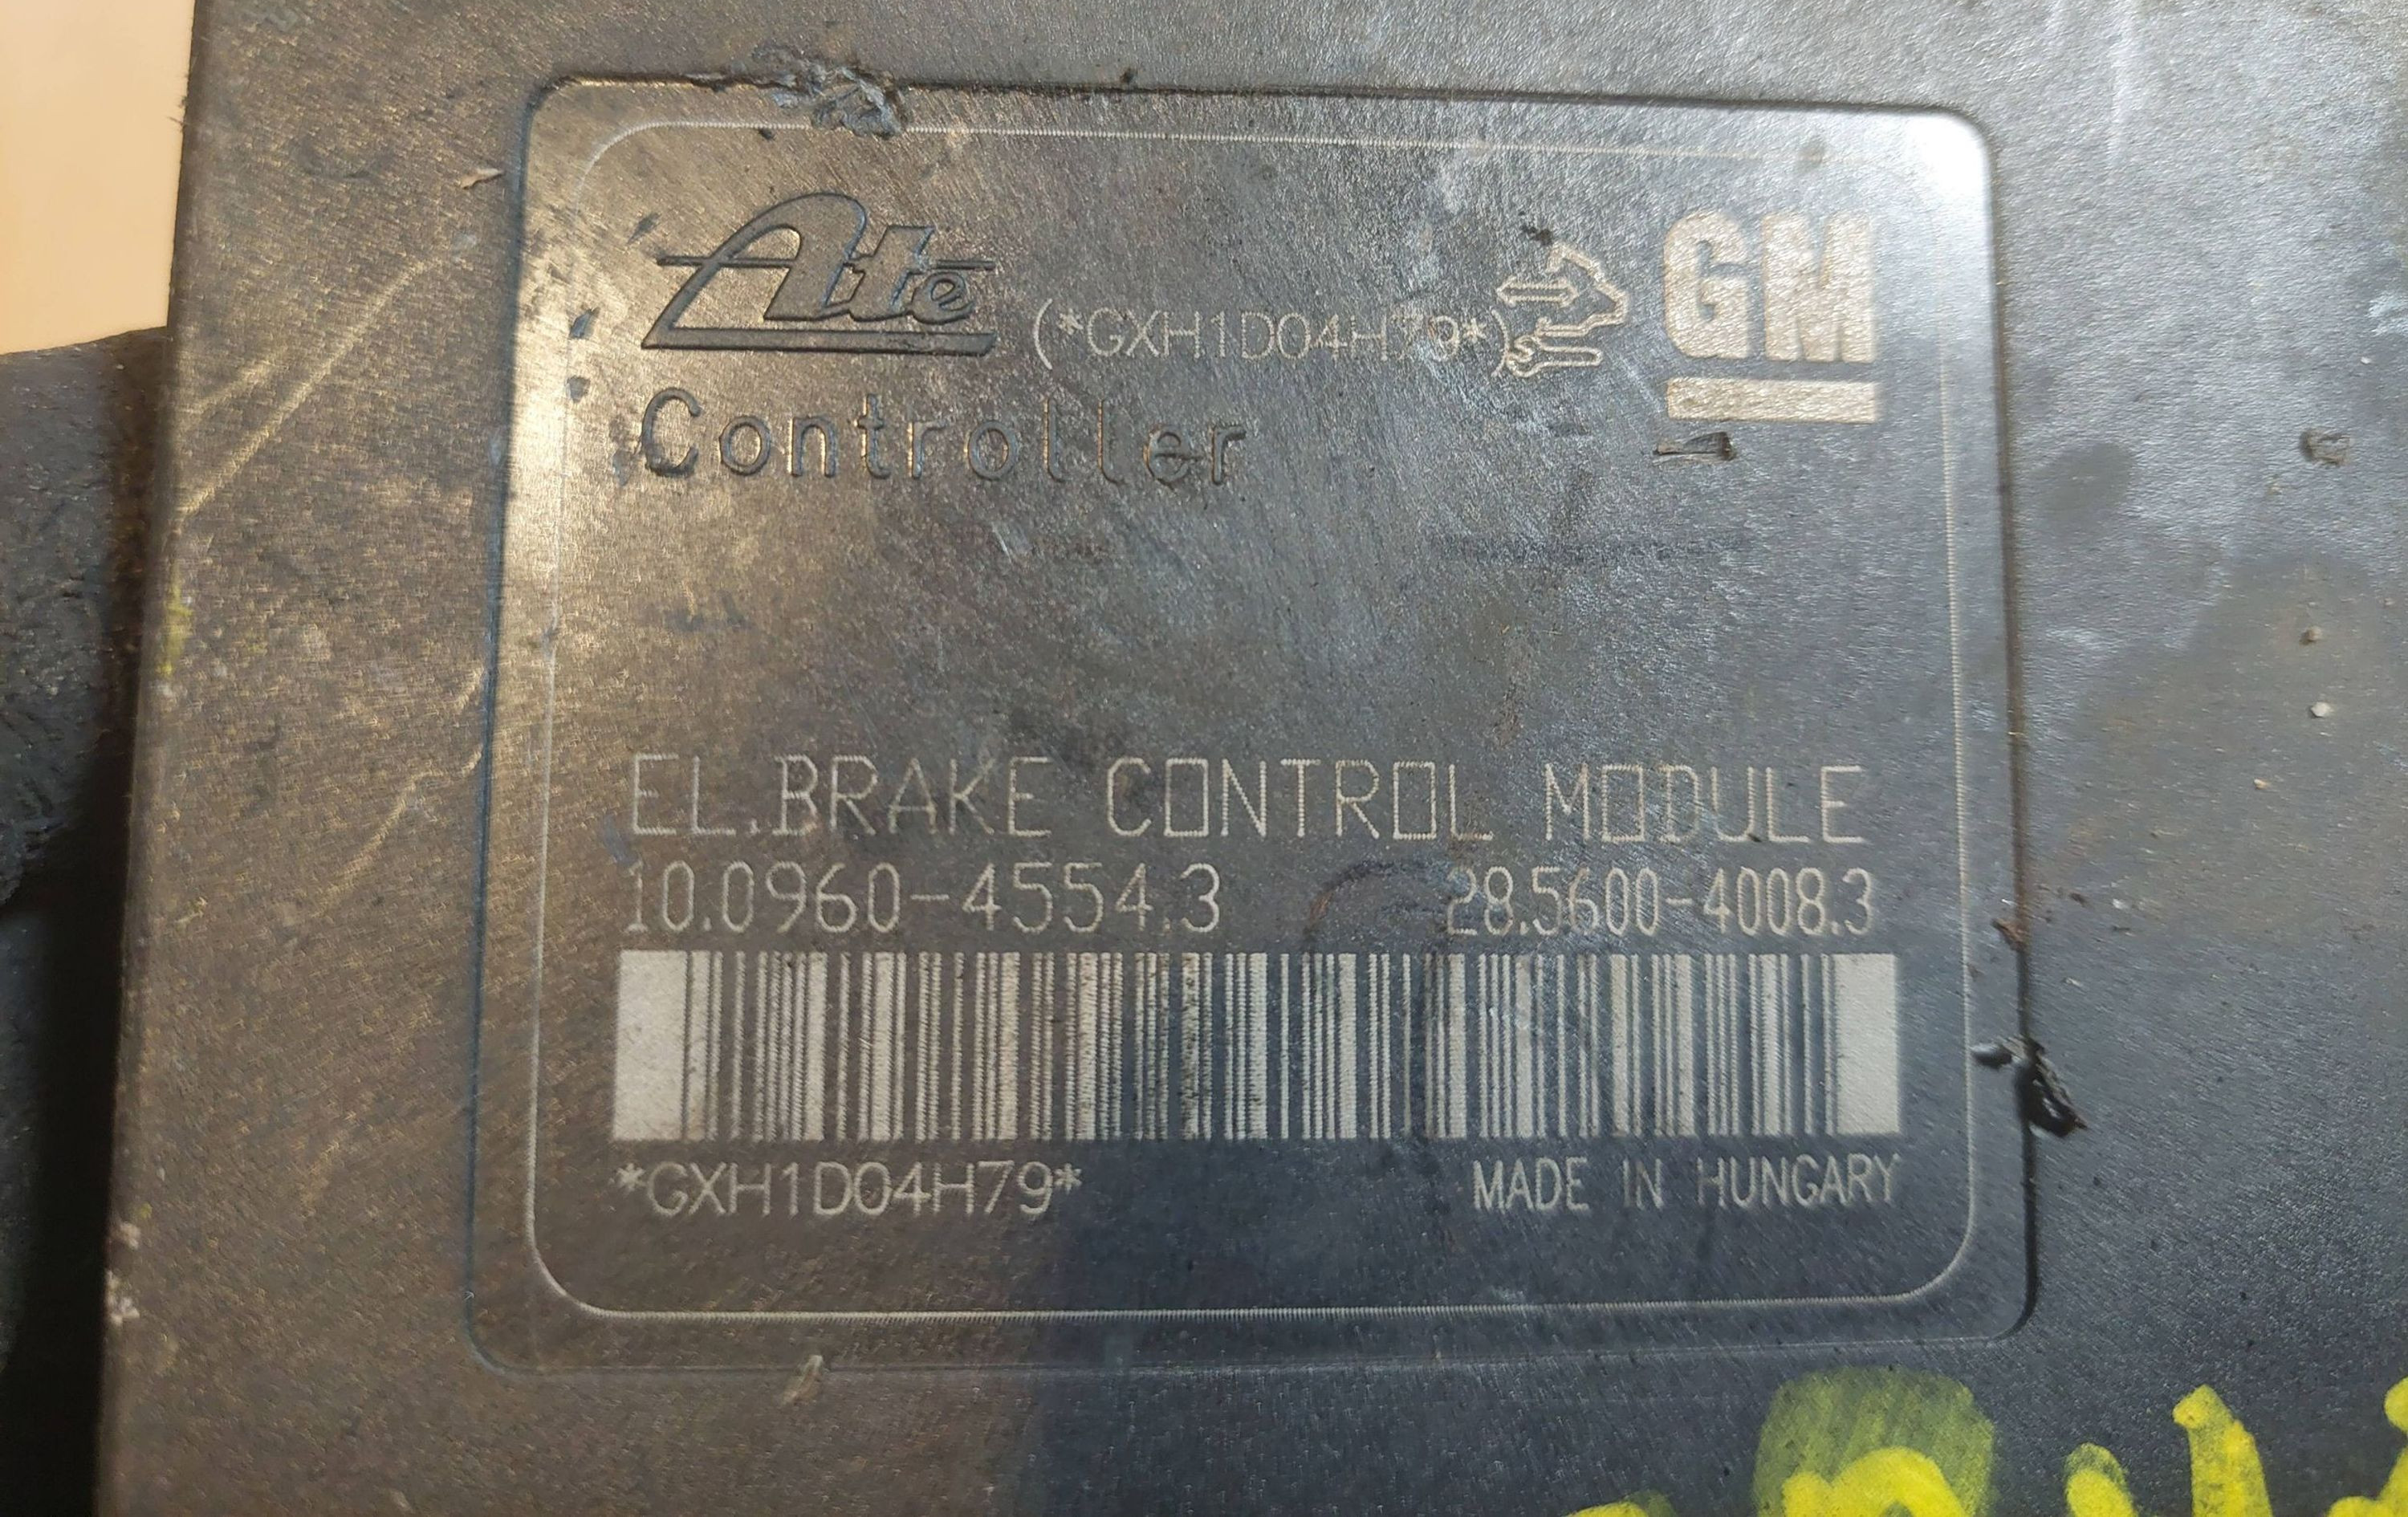 Ate (*GXH1D04H79*) GM
Controller
EL.BRAKE CONTROL MODULE
10.0960-4554.3 28.5600-4008.3
*GXH1D04H79* MADE IN HUNGARY